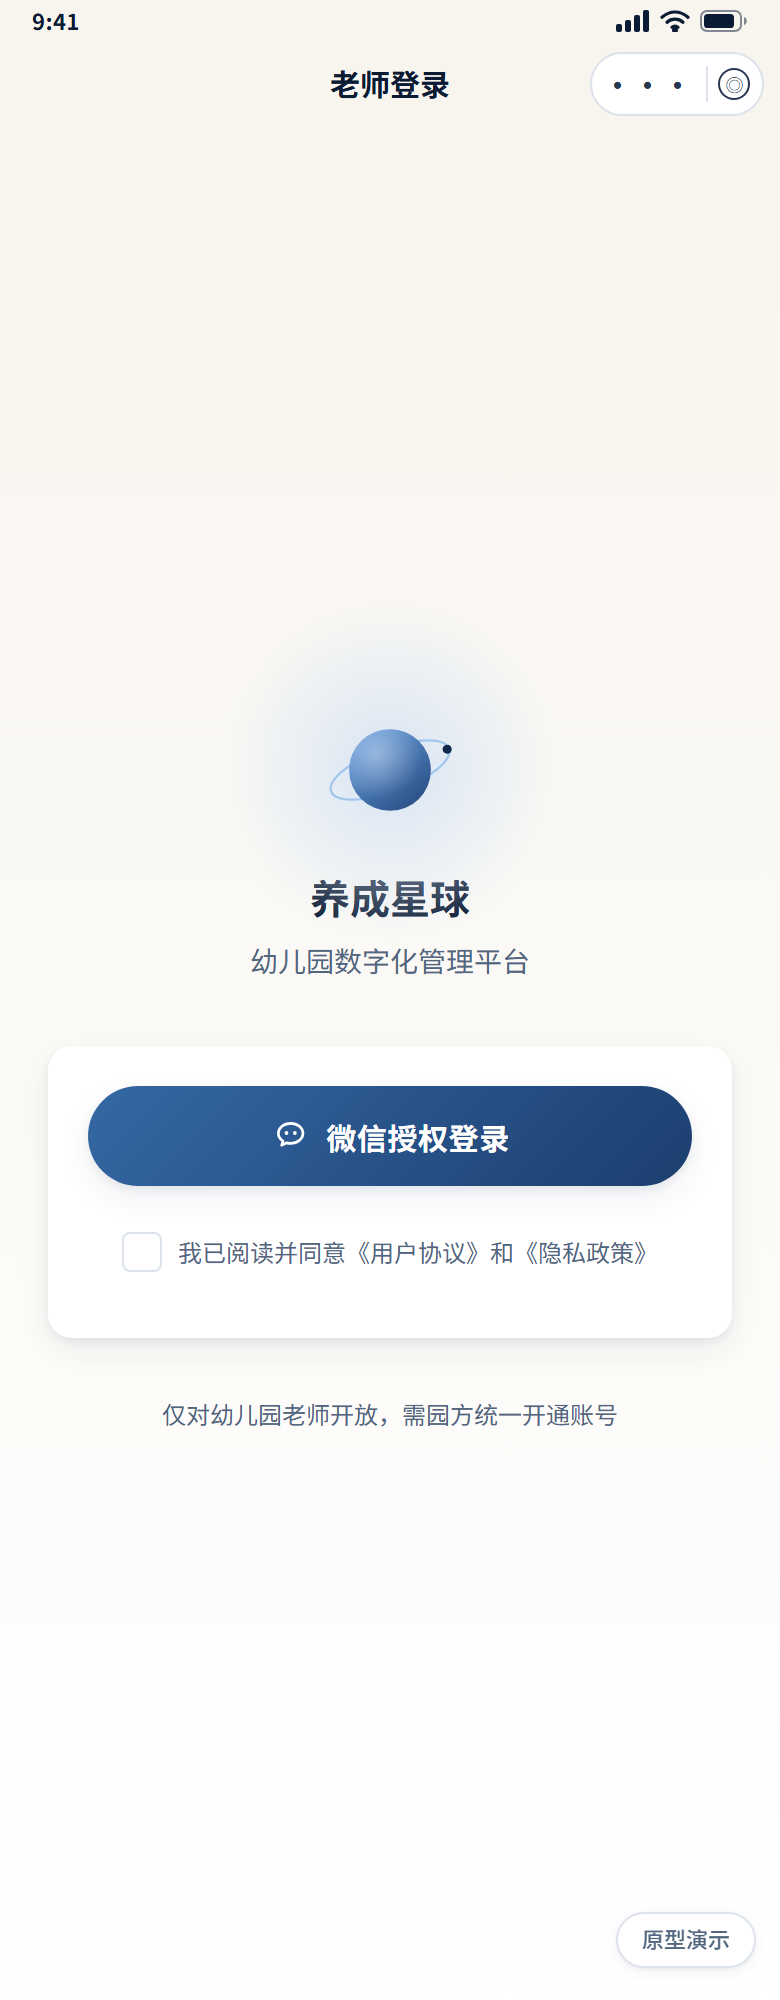 9:41
老师登录
养成星球
幼儿园数字化管理平台
微信授权登录
我已阅读并同意《用户协议》和《隐私政策》
仅对幼儿园老师开放，需园方统一开通账号
原型演示